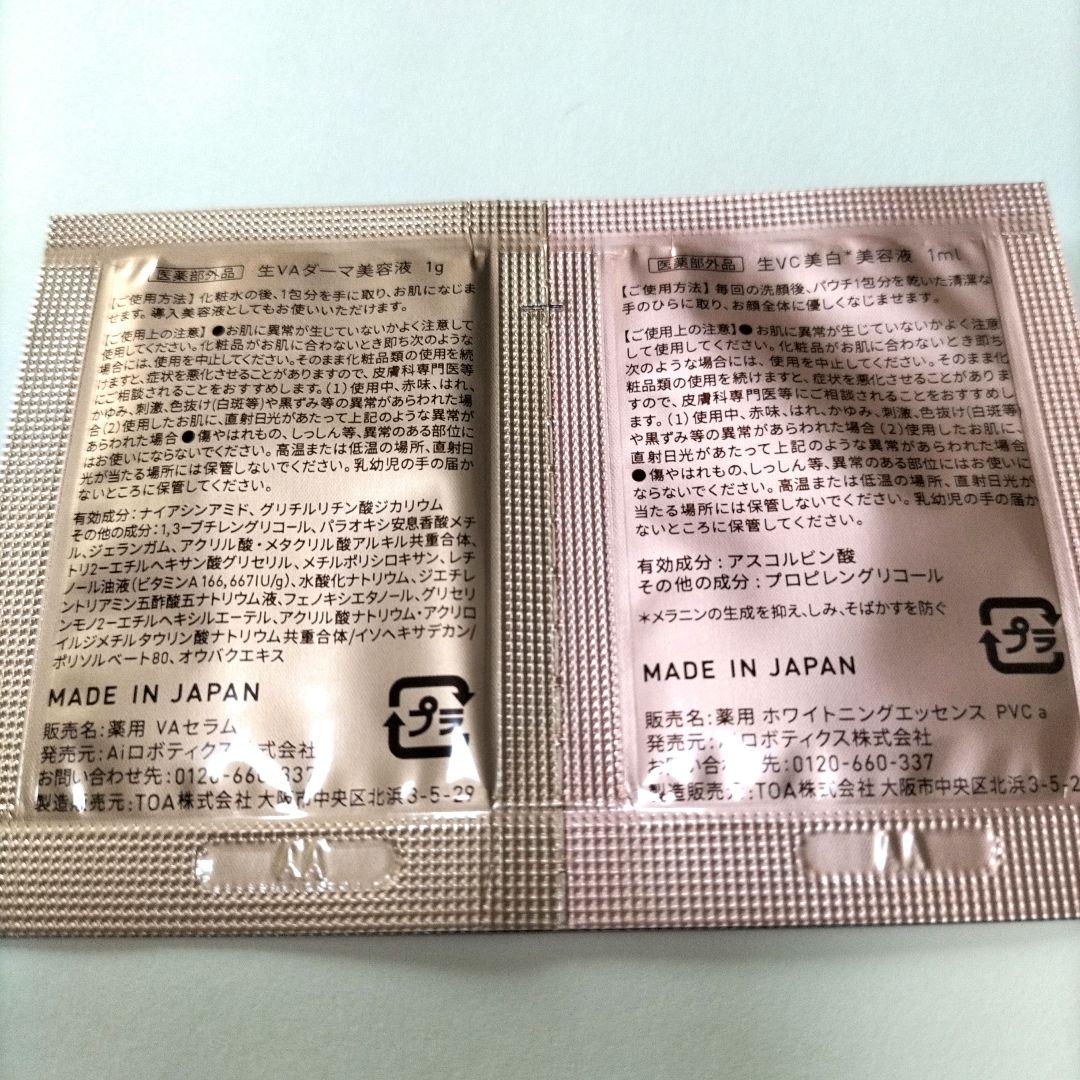 医薬部外品 生VAダーマ美容液 1g
【ご使用方法】化粧水の後、1包分を手に取り、お肌になじま
せます。導入美容液としてもお使いいただけます。
【ご使用上の注意】●お肌に異常が生じていないかよく注意して
使用してください。化粧品がお肌に合わないとき即ち次のような
場合には、使用を中止してください。そのまま化粧品類の使用を続
けますと、症状を悪化させることがありますので、皮膚科専門医等
にご相談されることをおすすめします。(1)使用中、赤味、はれ、
かゆみ、刺激、色抜け(白斑等)や黒ずみ等の異常があらわれた場
合(2)使用したお肌に、直射日光があたって上記のような異常が
あらわれた場合●傷やはれもの、しっしん等、異常のある部位に
はお使いにならないでください。高温または低温の場所、直射日
光が当たる場所には保管しないでください。乳幼児の手の届か
ないところに保管してください。
有効成分:ナイアシンアミド、グリチルリチン酸ジカリウム
その他の成分:1,3-ブチレングリコール、パラオキシ安息香酸メチ
ル、ジェランガム、アクリル酸・メタクリル酸アルキル共重合体、
トリ2-エチルヘキサン酸グリセリル、メチルポリシロキサン、レチ
ノール油液(ビタミンA166,667IU/g)、水酸化ナトリウム、ジエチレ
ントリアミン五酢酸五ナトリウム液、フェノキシエタノール、グリセリ
ンモノ2-エチルヘキシルエーテル、アクリル酸ナトリウム・アクリロ
イルジメチルタウリン酸ナトリウム共重合体/イソヘキサデカン/
ポリソルベート80、オウバクエキス
MADE IN JAPAN
プラ
販売名:薬用 VAセラム
発売元:Aiロボティクス株式会社
お問い合わせ先:0120-660-337
製造販売元:TOA株式会社 大阪市中央区北浜3-5-29
医薬部外品 生VC美白*美容液 1ml
【ご使用方法】毎回の洗顔後、パウチ1包分を乾いた清潔な
手のひらに取り、お顔全体に優しくなじませます。
【ご使用上の注意】●お肌に異常が生じていないかよく注意
して使用してください。化粧品がお肌に合わないとき即ち
次のような場合には、使用を中止してください。そのまま化
粧品類の使用を続けますと、症状を悪化させることがありま
すので、皮膚科専門医等にご相談されることをおすすめしま
す。(1)使用中、赤味、はれ、かゆみ、刺激、色抜け(白斑等)
や黒ずみ等の異常があらわれた場合(2)使用したお肌に、
直射日光があたって上記のような異常があらわれた場合
●傷やはれもの、しっしん等、異常のある部位にはお使いに
ならないでください。高温または低温の場所、直射日光が
当たる場所には保管しないでください。乳幼児の手の届か
ないところに保管してください。
有効成分:アスコルビン酸
その他の成分:プロピレングリコール
*メラニンの生成を抑え、しみ、そばかすを防ぐ
プラ
MADE IN JAPAN
販売名:薬用 ホワイトニングエッセンス PVC a
発売元:Aiロボティクス株式会社
お問い合わせ先:0120-660-337
製造販売元:TOA株式会社 大阪市中央区北浜3-5-2